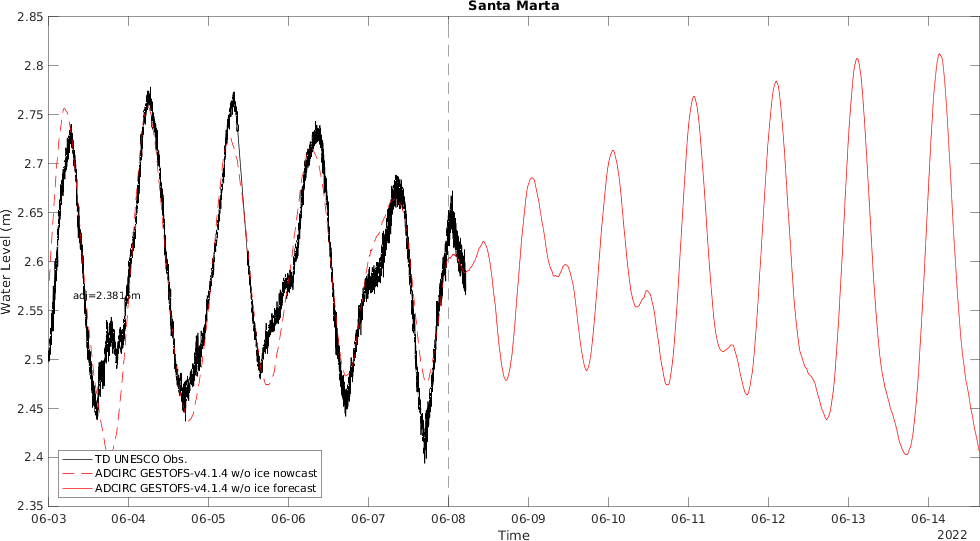 Santa Marta
2.85
2.8
2.75
2.7
2.65
2.6
2.55
2.5
2.45
2.4
2.35
Water Level (m)
TD UNESCO Obs.
ADCIRC GESTOFS-v4.1.4 w/o ice nowcast
ADCIRC GESTOFS-v4.1.4 w/o ice forecast
06-03 06-04 06-05 06-06 06-07 06-08 06-09 06-10 06-11 06-12 06-13 06-14
Time
2022